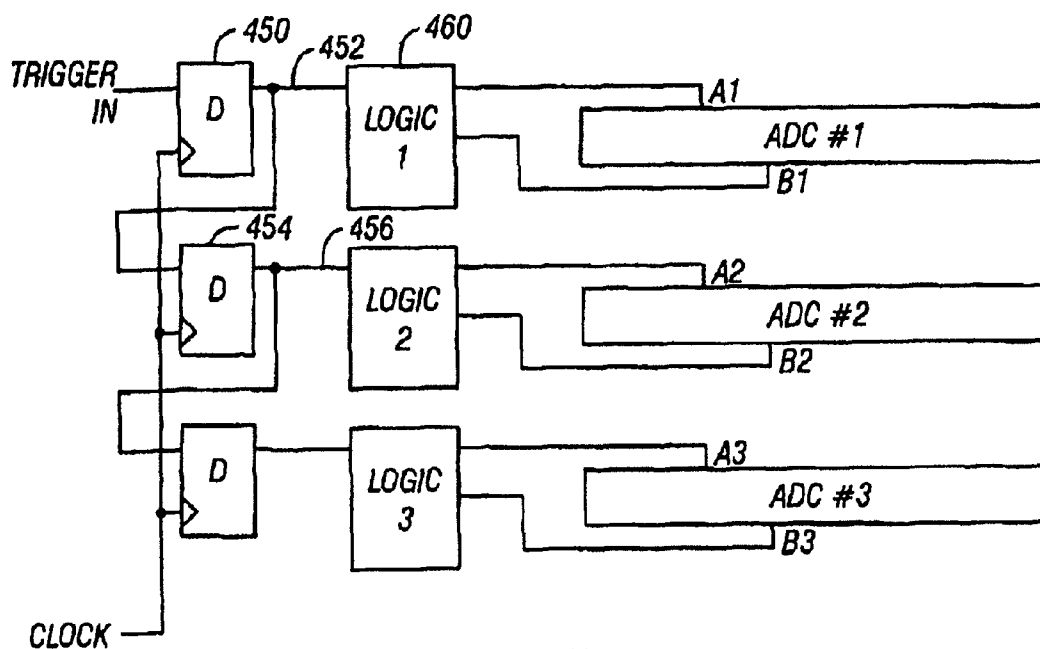 450
452
460
TRIGGER
IN
D
LOGIC
1
A1
ADC #1
B1
454
456
D
LOGIC
2
A2
ADC #2
B2
D
LOGIC
3
A3
ADC #3
B3
CLOCK